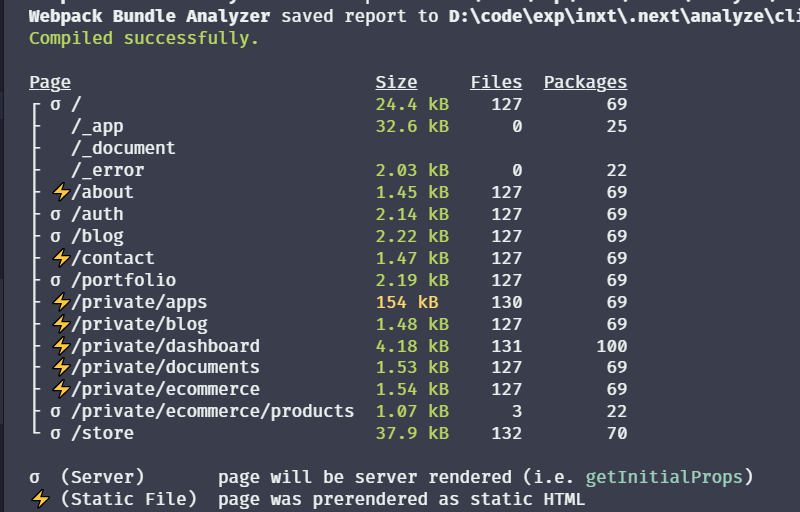 Webpack Bundle Analyzer saved report to D:\code\exp\inxt\.next\analyze\cli
Compiled successfully.
Page Size Files Packages
┌ σ / 24.4 kB 127 69
├ /_app 32.6 kB 0 25
├ /_document
├ /_error 2.03 kB 0 22
├ ⚡/about 1.45 kB 127 69
├ σ /auth 2.14 kB 127 69
├ σ /blog 2.22 kB 127 69
├ ⚡/contact 1.47 kB 127 69
├ σ /portfolio 2.19 kB 127 69
├ ⚡/private/apps 154 kB 130 69
├ ⚡/private/blog 1.48 kB 127 69
├ ⚡/private/dashboard 4.18 kB 131 100
├ ⚡/private/documents 1.53 kB 127 69
├ ⚡/private/ecommerce 1.54 kB 127 69
├ σ /private/ecommerce/products 1.07 kB 3 22
└ σ /store 37.9 kB 132 70
σ (Server) page will be server rendered (i.e. getInitialProps)
⚡ (Static File) page was prerendered as static HTML